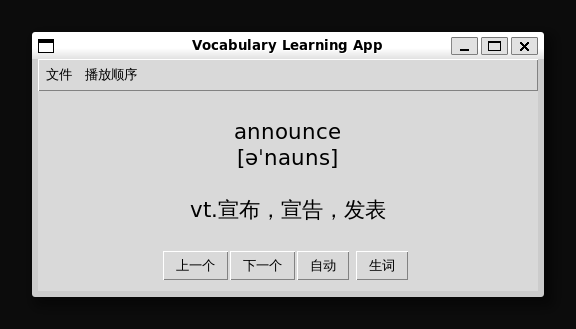 Vocabulary Learning App
文件 播放顺序
announce
[ə'nauns]
vt.宣布，宣告，发表
上一个 下一个 自动 生词